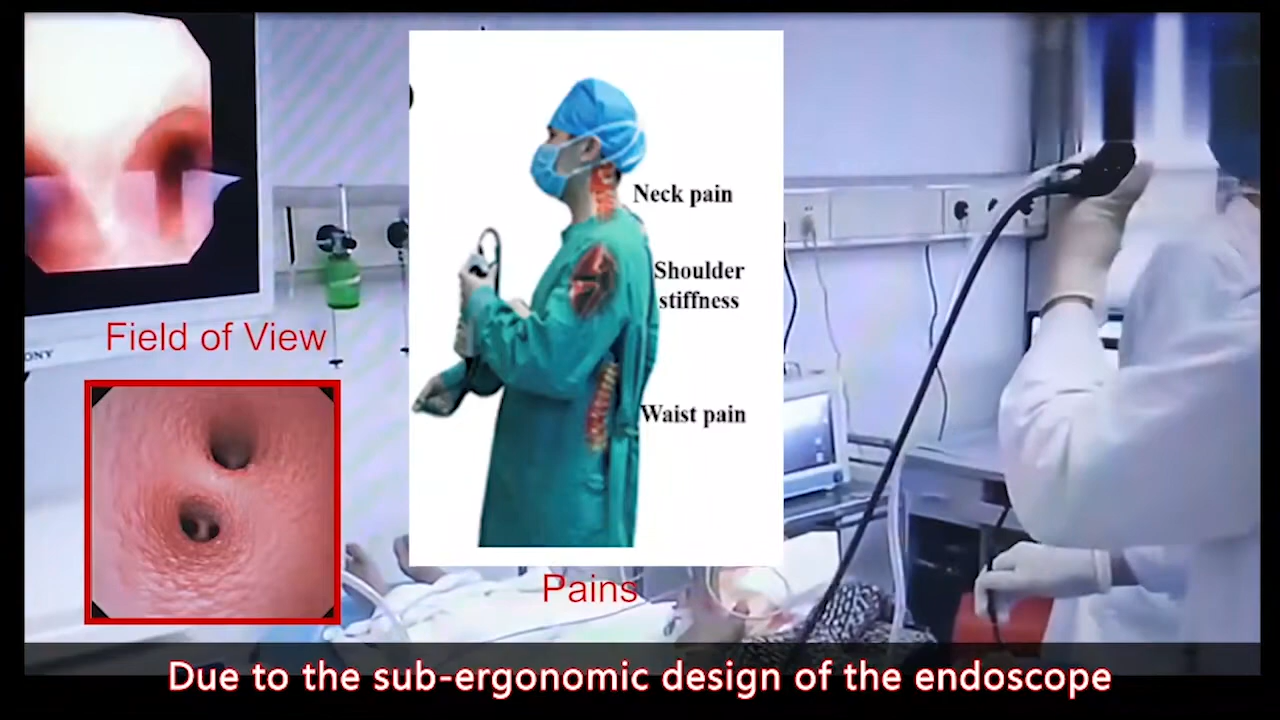 Neck pain
Shoulder
stiffness
Waist pain
Field of View
Pains
Due to the sub-ergonomic design of the endoscope